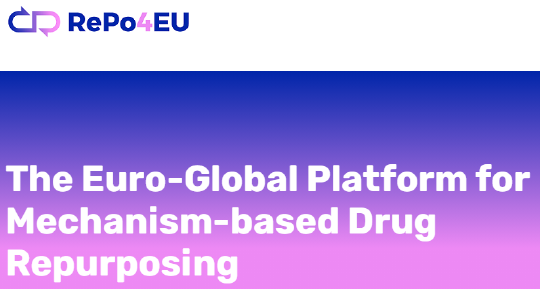 RePo4EU
The Euro-Global Platform for
Mechanism-based Drug
Repurposing